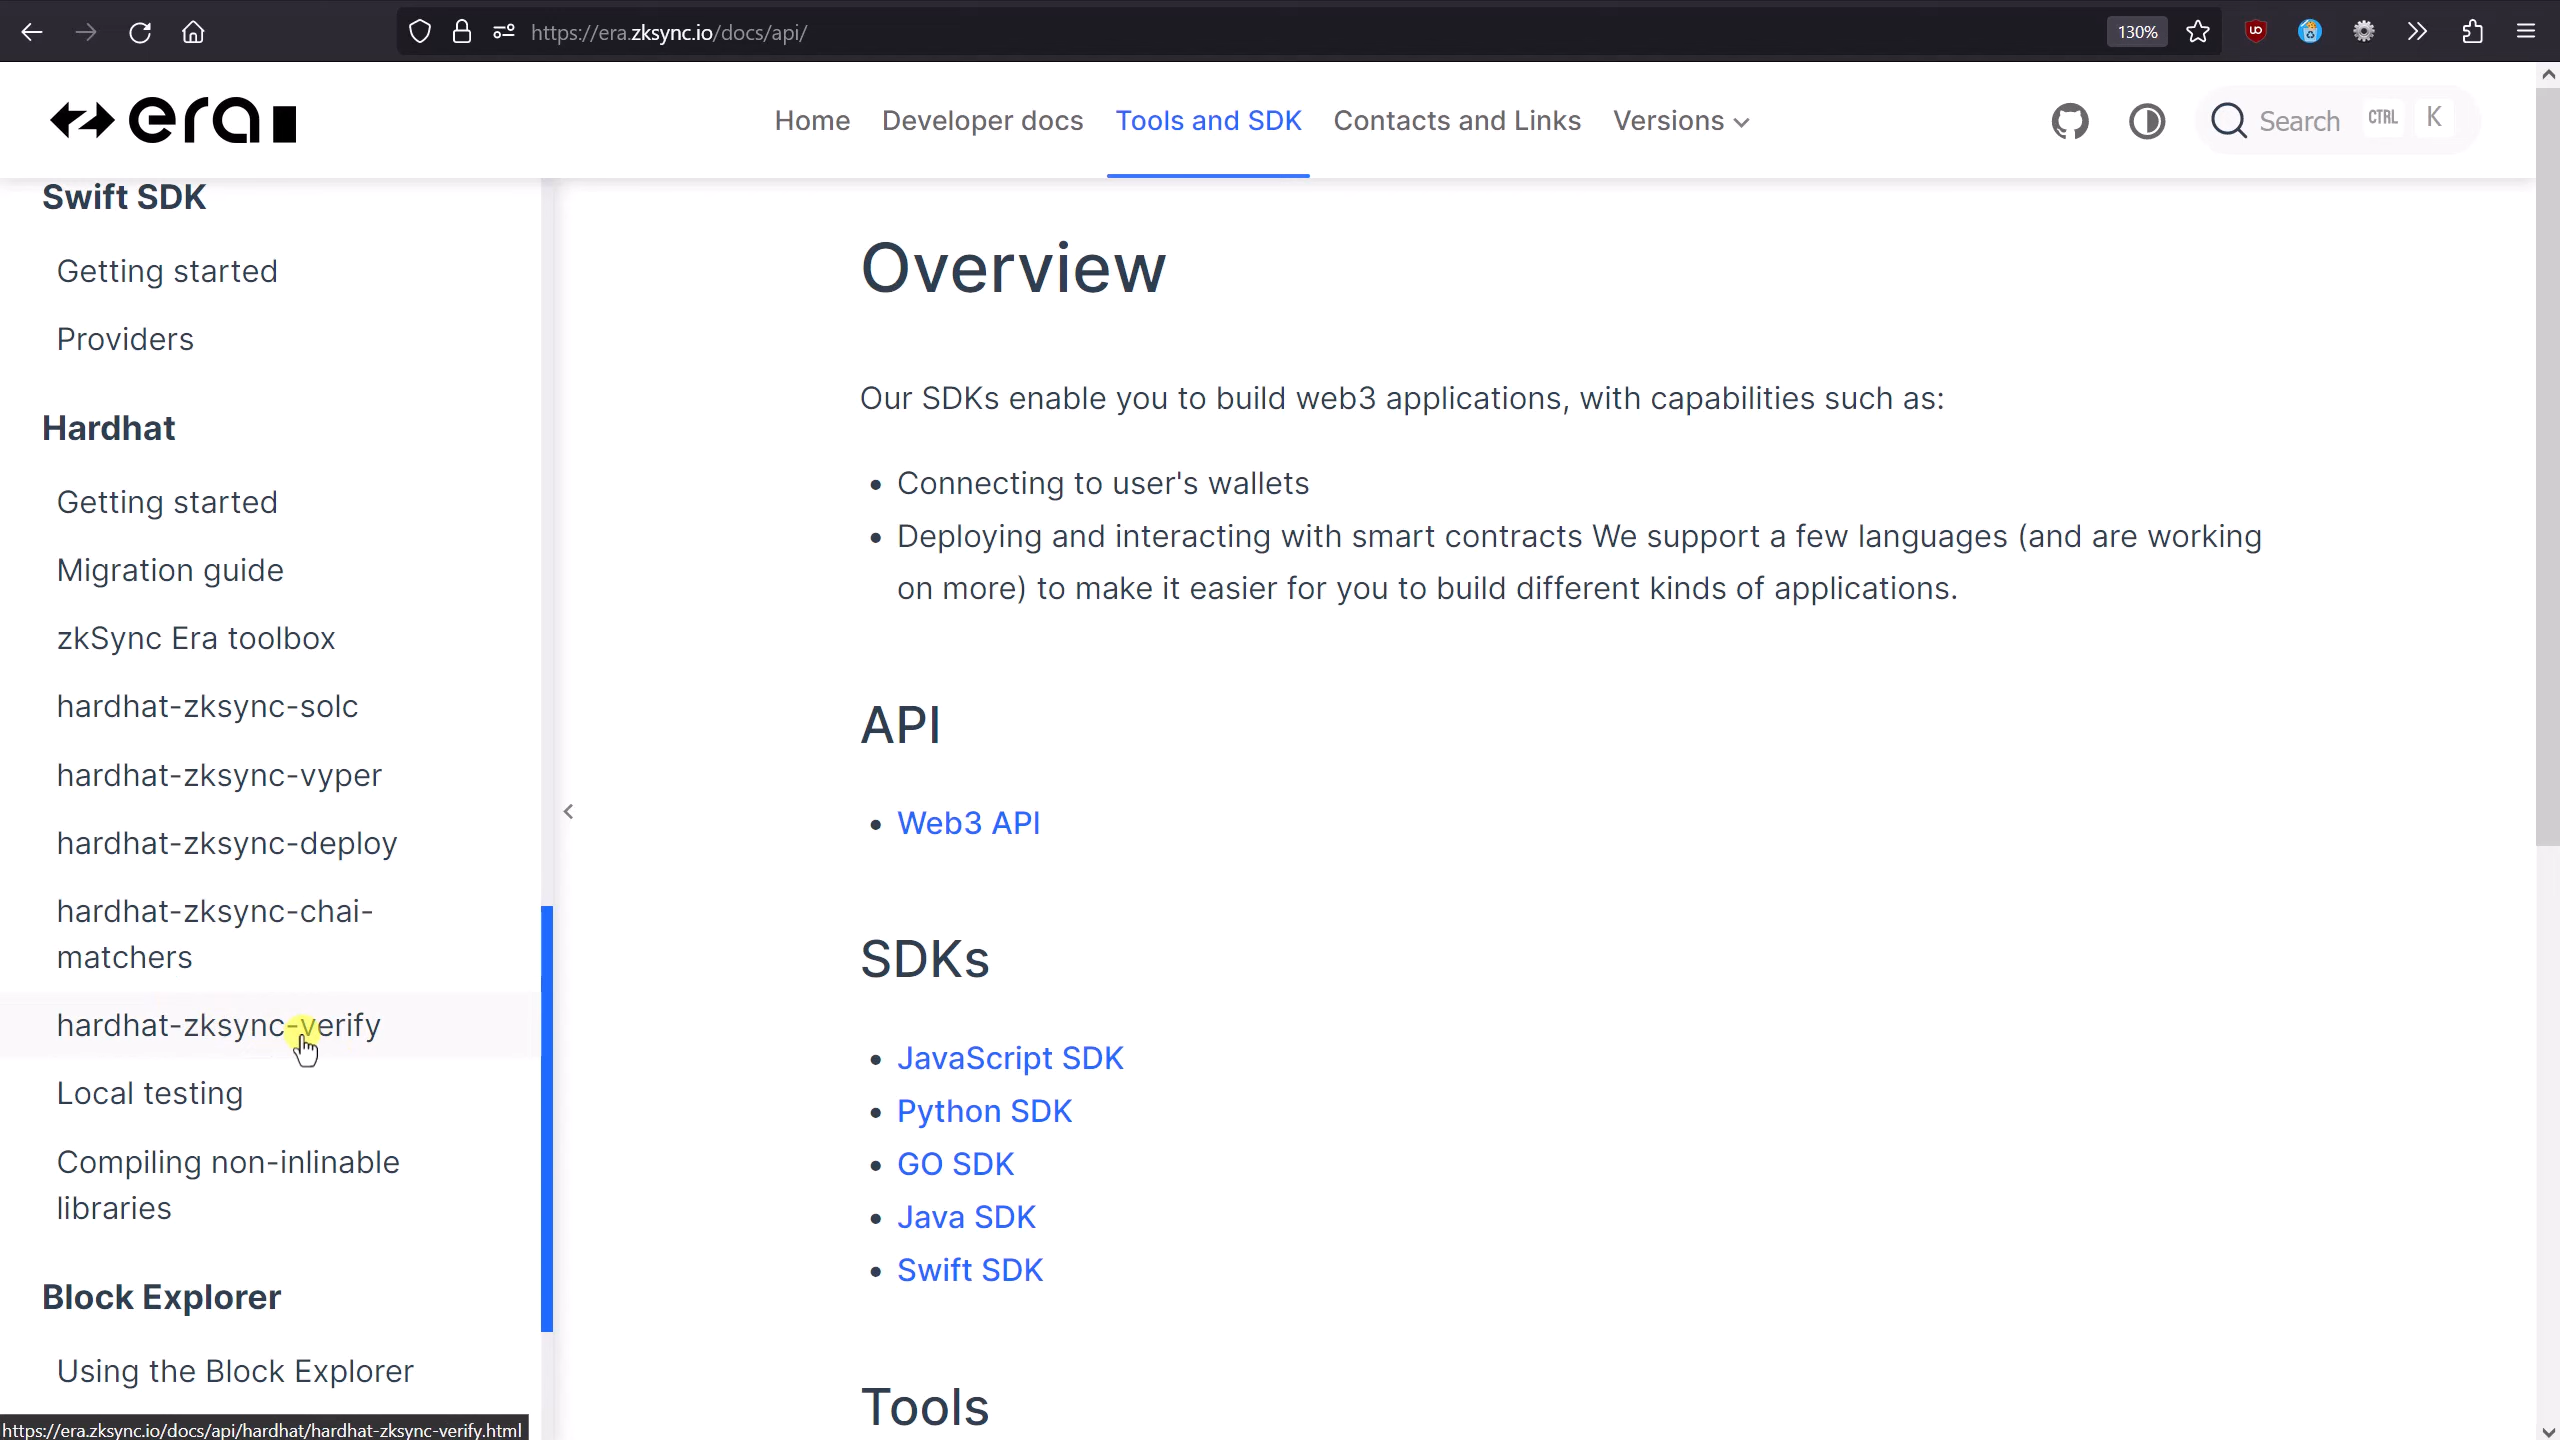 https://era.zksync.io/docs/api/
130%
era
Home
Developer docs
Tools and SDK
Contacts and Links
Versions
Search
CTRL
K
Swift SDK
Getting started
Providers
Hardhat
Getting started
Migration guide
zkSync Era toolbox
hardhat-zksync-solc
hardhat-zksync-vyper
hardhat-zksync-deploy
hardhat-zksync-chai-
matchers
hardhat-zksync-verify
Local testing
Compiling non-inlinable
libraries
Block Explorer
Using the Block Explorer
https://era.zksync.io/docs/api/hardhat/hardhat-zksync-verify.html
Overview
Our SDKs enable you to build web3 applications, with capabilities such as:
• Connecting to user's wallets
• Deploying and interacting with smart contracts We support a few languages (and are working
on more) to make it easier for you to build different kinds of applications.
API
• Web3 API
SDKs
• JavaScript SDK
• Python SDK
• GO SDK
• Java SDK
• Swift SDK
Tools